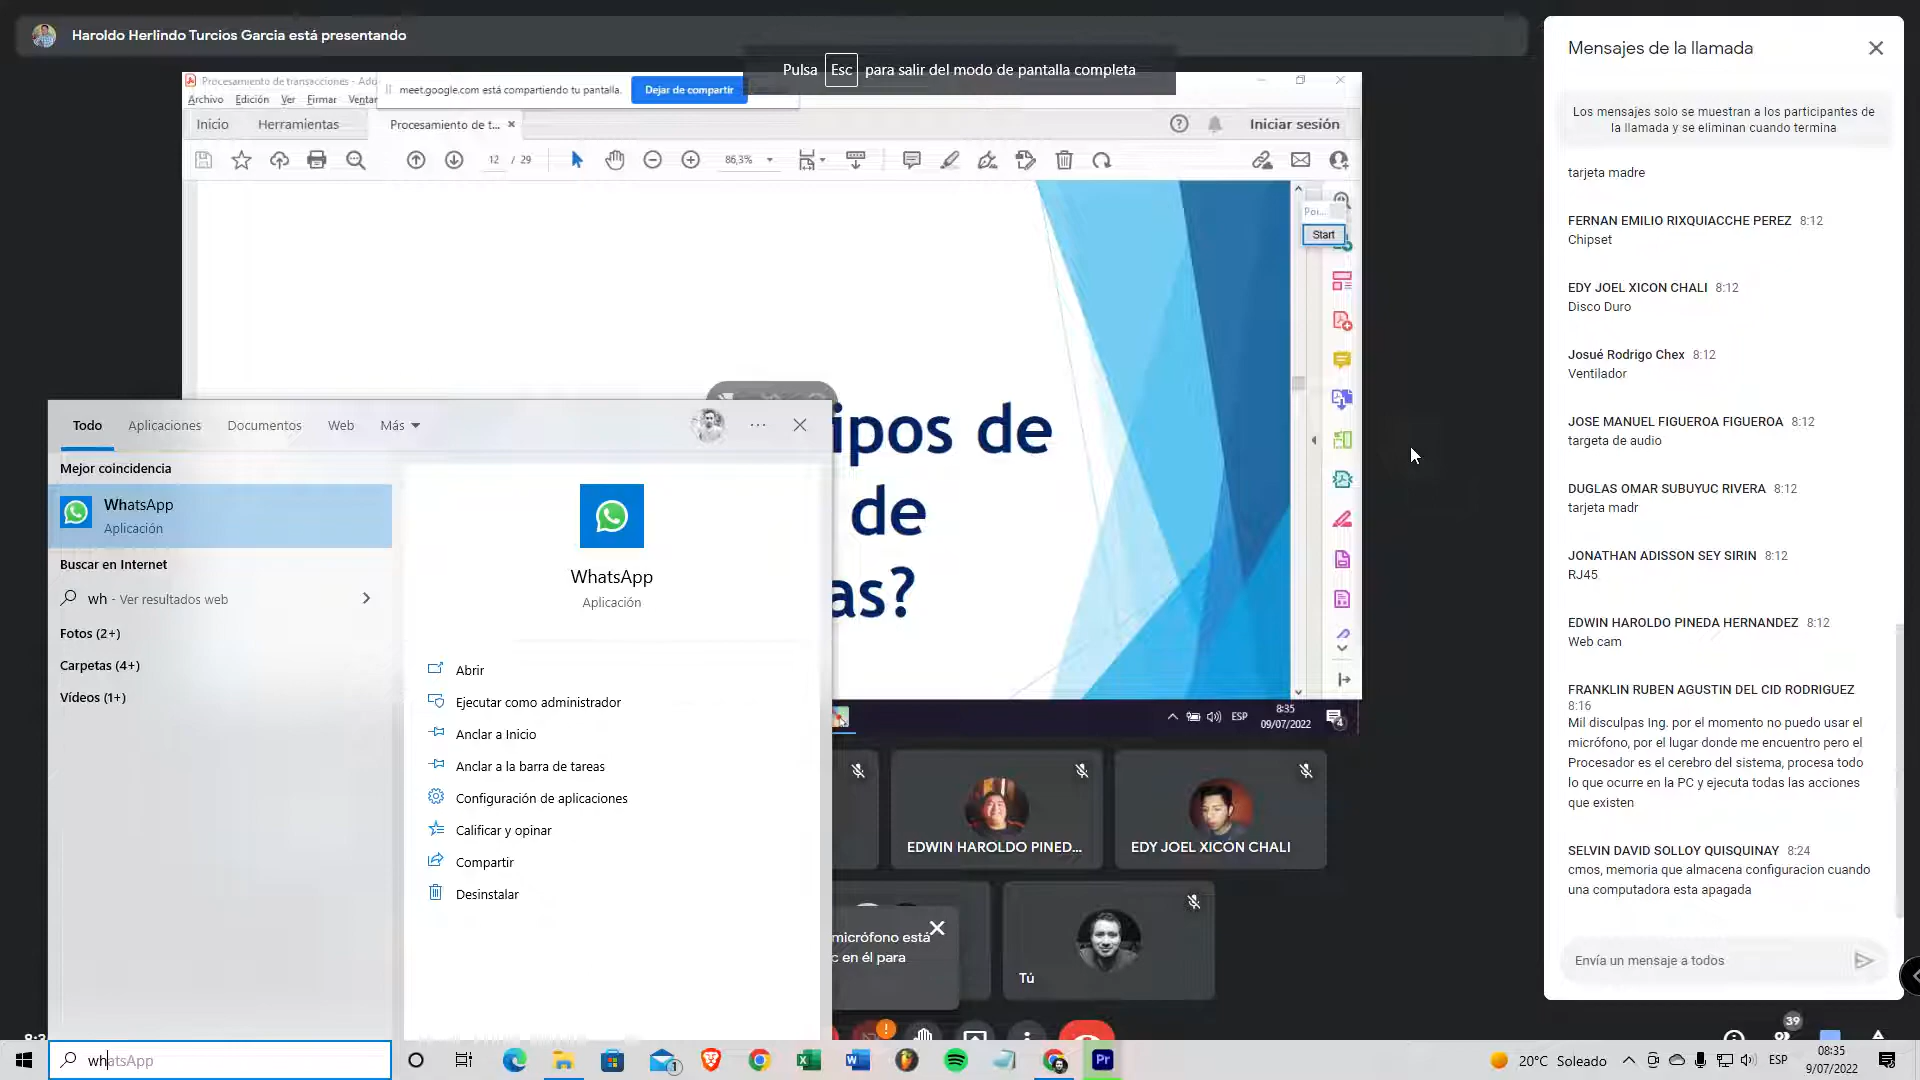 Haroldo Herlindo Turcios Garcia está presentando
Pulsa Esc para salir del modo de pantalla completa
Procesamiento de transacciones - Ado
meet.google.com está compartiendo tu pantalla.
Dejar de compartir
Archivo Edición Ver Firmar Ventan
Inicio Herramientas Procesamiento de t...
Iniciar sesión
12 / 29
86,3%
Poi...
Start
ipos de
de
as?
8:35
ESP
09/07/2022
4
Todo Aplicaciones Documentos Web Más
Mejor coincidencia
WhatsApp
Aplicación
Buscar en Internet
wh - Ver resultados web
Fotos (2+)
Carpetas (4+)
Vídeos (1+)
WhatsApp
Aplicación
Abrir
Ejecutar como administrador
Anclar a Inicio
Anclar a la barra de tareas
Configuración de aplicaciones
Calificar y opinar
Compartir
Desinstalar
EDWIN HAROLDO PINED...
EDY JOEL XICON CHALI
micrófono está
c en él para
Tú
Mensajes de la llamada
Los mensajes solo se muestran a los participantes de
la llamada y se eliminan cuando termina
tarjeta madre
FERNAN EMILIO RIXQUIACCHE PEREZ 8:12
Chipset
EDY JOEL XICON CHALI 8:12
Disco Duro
Josué Rodrigo Chex 8:12
Ventilador
JOSE MANUEL FIGUEROA FIGUEROA 8:12
targeta de audio
DUGLAS OMAR SUBUYUC RIVERA 8:12
tarjeta madr
JONATHAN ADISSON SEY SIRIN 8:12
RJ45
EDWIN HAROLDO PINEDA HERNANDEZ 8:12
Web cam
FRANKLIN RUBEN AGUSTIN DEL CID RODRIGUEZ
8:16
Mil disculpas Ing. por el momento no puedo usar el
micrófono, por el lugar donde me encuentro pero el
Procesador es el cerebro del sistema, procesa todo
lo que ocurre en la PC y ejecuta todas las acciones
que existen
SELVIN DAVID SOLLOY QUISQUINAY 8:24
cmos, memoria que almacena configuracion cuando
una computadora esta apagada
Envía un mensaje a todos
39
whatsApp
1
20°C Soleado
ESP
08:35
9/07/2022